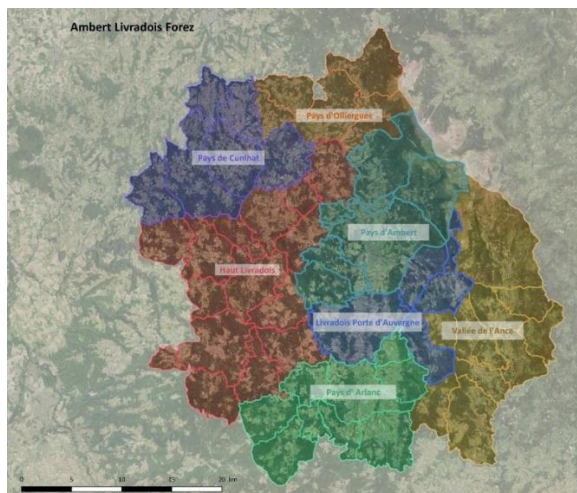 Ambert Livradois Forez
Pays d'Olliergues
Pays de Cunlhat
Pays d'Ambert
Haut Livradois
Livradois Porte d'Auvergne
Vallée de l'Ance
Pays d' Arlanc
0 5 10 15 20 km